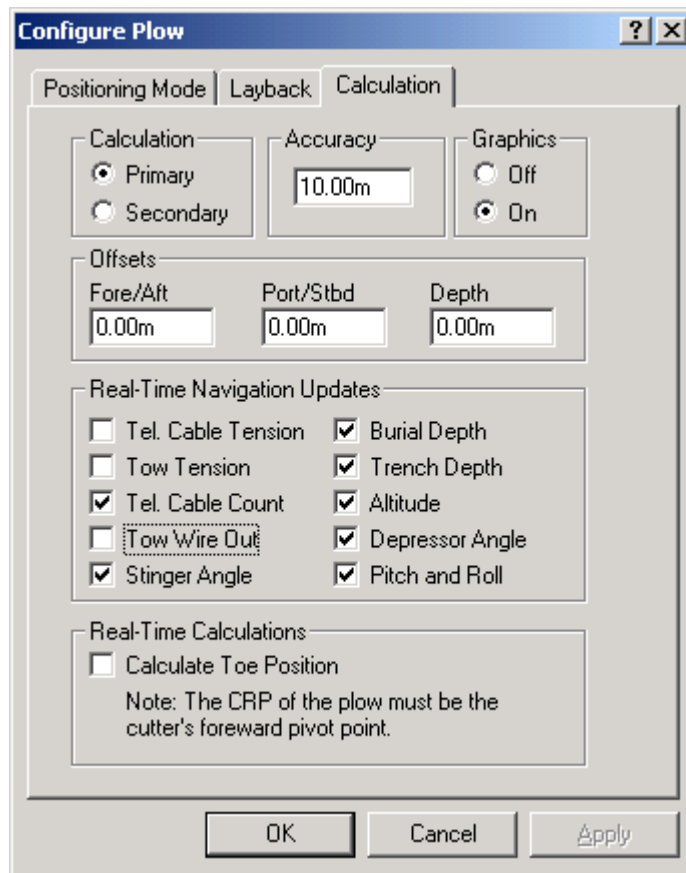 Configure Plow
Positioning Mode Layback Calculation
Calculation Accuracy Graphics
Primary 10.00m Off
Secondary On
Offsets
Fore/Aft Port/Stbd Depth
0.00m 0.00m 0.00m
Real-Time Navigation Updates
Tel. Cable Tension Burial Depth
Tow Tension Trench Depth
Tel. Cable Count Altitude
Tow Wire Out Depressor Angle
Stinger Angle Pitch and Roll
Real-Time Calculations
Calculate Toe Position
Note: The CRP of the plow must be the
cutter's foreward pivot point.
OK Cancel Apply